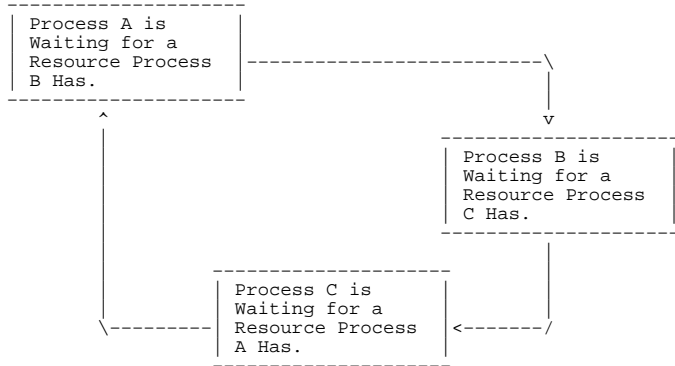 Process A is
Waiting for a
Resource Process
B Has.
Process B is
Waiting for a
Resource Process
C Has.
Process C is
Waiting for a
Resource Process
A Has.